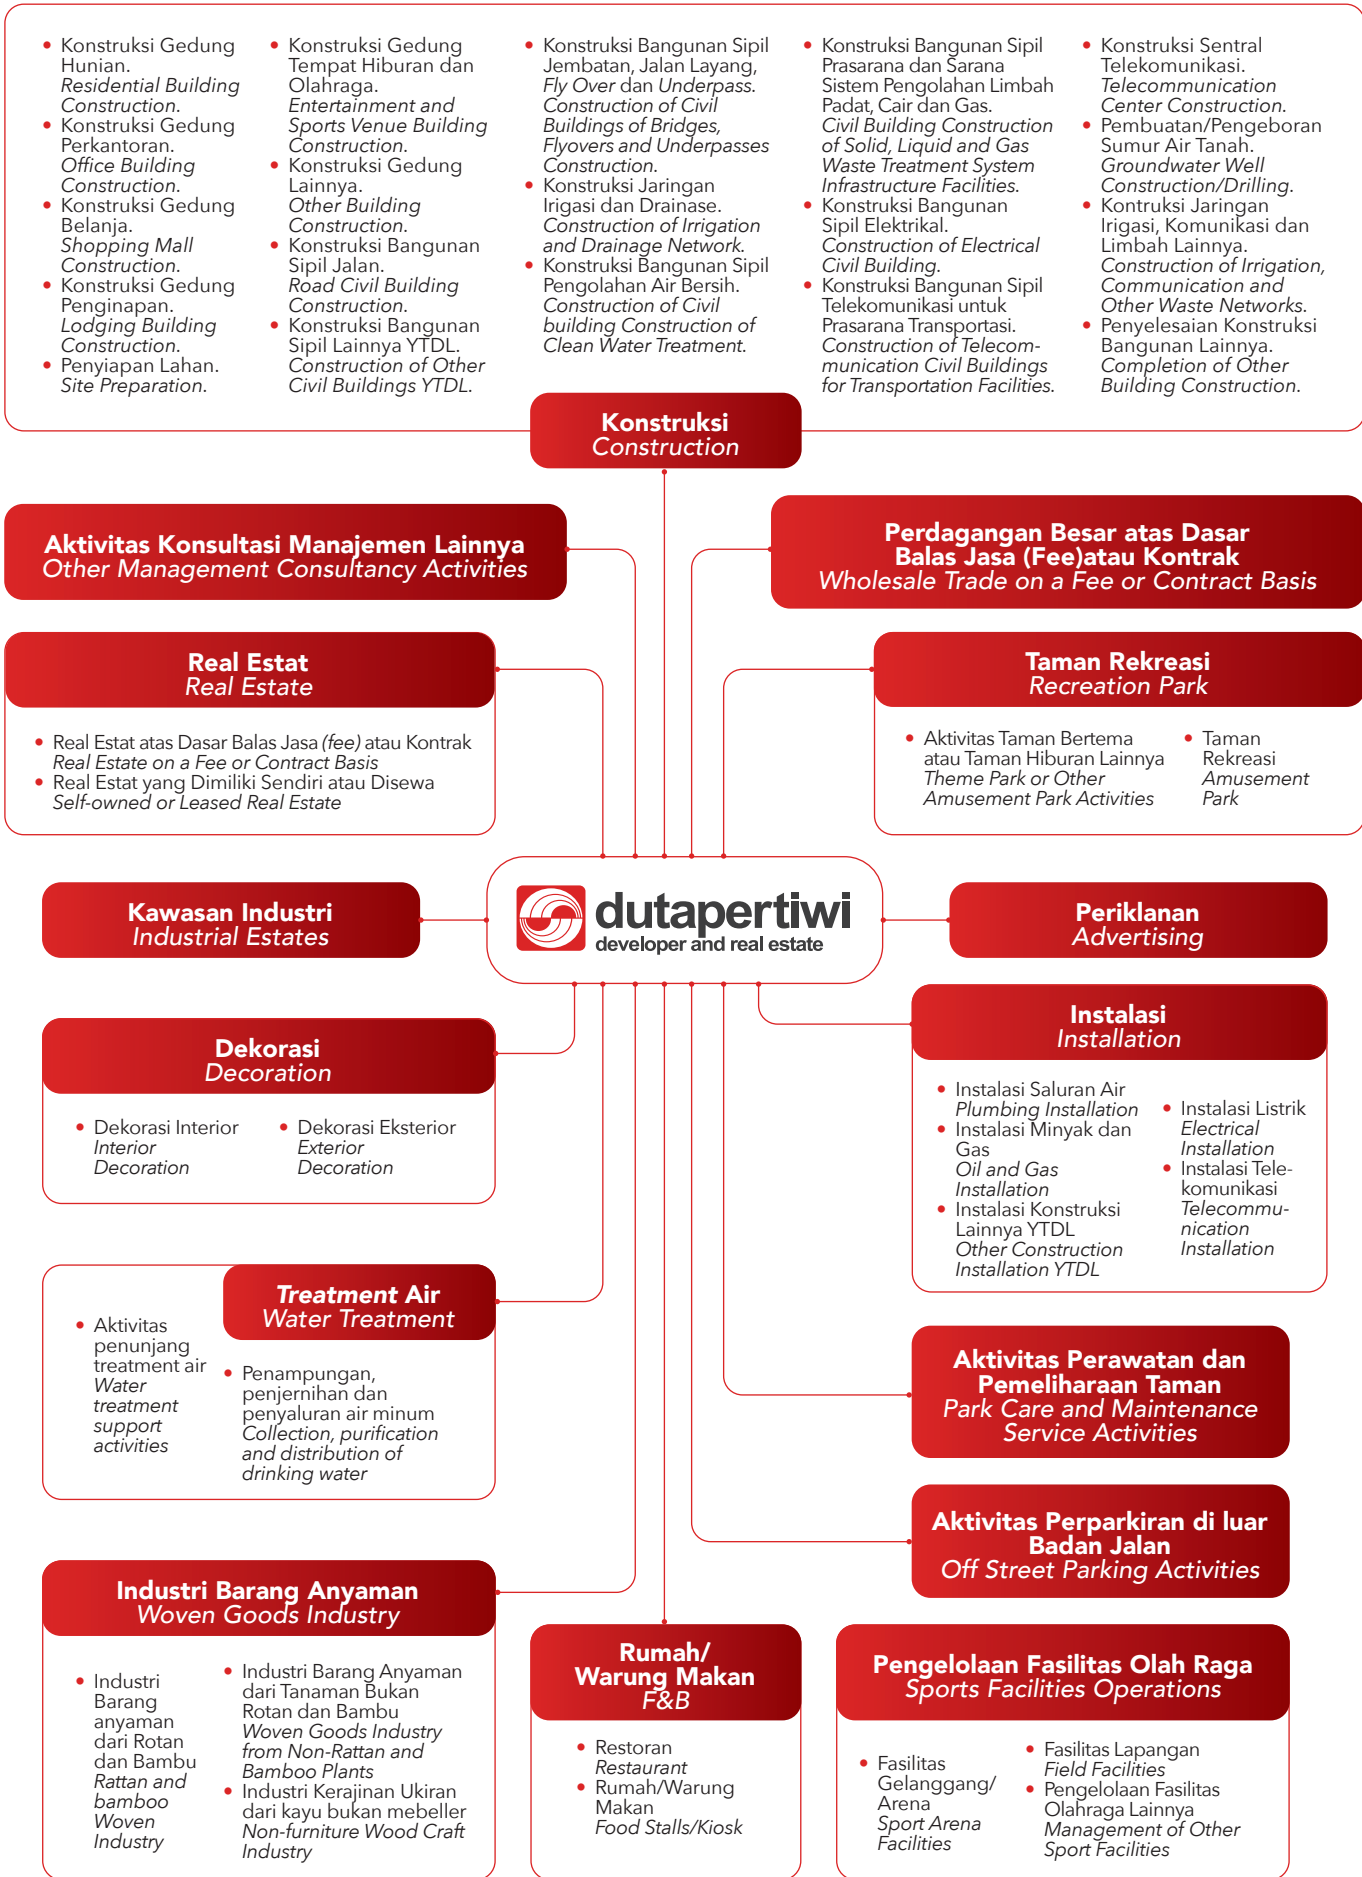 • Konstruksi Gedung
Hunian.
Residential Building
Construction.
• Konstruksi Gedung
Perkantoran.
Office Building
Construction.
• Konstruksi Gedung
Belanja.
Shopping Mall
Construction.
• Konstruksi Gedung
Penginapan.
Lodging Building
Construction.
• Penyiapan Lahan.
Site Preparation.
• Konstruksi Gedung
Tempat Hiburan dan
Olahraga.
Entertainment and
Sports Venue Building
Construction.
• Konstruksi Gedung
Lainnya.
Other Building
Construction.
• Konstruksi Bangunan
Sipil Jalan.
Road Civil Building
Construction.
• Konstruksi Bangunan
Sipil Lainnya YTDL.
Construction of Other
Civil Buildings YTDL.
• Konstruksi Bangunan Sipil
Jembatan, Jalan Layang,
Fly Over dan Underpass.
Construction of Civil
Buildings of Bridges,
Flyovers and Underpasses
Construction.
• Konstruksi Jaringan
Irigasi dan Drainase.
Construction of Irrigation
and Drainage Network.
• Konstruksi Bangunan Sipil
Pengolahan Air Bersih.
Construction of Civil
building Construction of
Clean Water Treatment.
• Konstruksi Bangunan Sipil
Prasarana dan Sarana
Sistem Pengolahan Limbah
Padat, Cair dan Gas.
Civil Building Construction
of Solid, Liquid and Gas
Waste Treatment System
Infrastructure Facilities.
• Konstruksi Bangunan
Sipil Elektrikal.
Construction of Electrical
Civil Building.
• Konstruksi Bangunan Sipil
Telekomunikasi untuk
Prasarana Transportasi.
Construction of Telecom-
munication Civil Buildings
for Transportation Facilities.
• Konstruksi Sentral
Telekomunikasi.
Telecommunication
Center Construction.
• Pembuatan/Pengeboran
Sumur Air Tanah.
Groundwater Well
Construction/Drilling.
• Kontruksi Jaringan
Irigasi, Komunikasi dan
Limbah Lainnya.
Construction of Irrigation,
Communication and
Other Waste Networks.
• Penyelesaian Konstruksi
Bangunan Lainnya.
Completion of Other
Building Construction.
Konstruksi
Construction
Aktivitas Konsultasi Manajemen Lainnya
Other Management Consultancy Activities
Perdagangan Besar atas Dasar
Balas Jasa (Fee)atau Kontrak
Wholesale Trade on a Fee or Contract Basis
Real Estat
Real Estate
• Real Estat atas Dasar Balas Jasa (fee) atau Kontrak
Real Estate on a Fee or Contract Basis
• Real Estat yang Dimiliki Sendiri atau Disewa
Self-owned or Leased Real Estate
Taman Rekreasi
Recreation Park
• Aktivitas Taman Bertema
atau Taman Hiburan Lainnya
Theme Park or Other
Amusement Park Activities
• Taman
Rekreasi
Amusement
Park
Kawasan Industri
Industrial Estates
dutapertiwi
developer and real estate
Periklanan
Advertising
Dekorasi
Decoration
• Dekorasi Interior
Interior
Decoration
• Dekorasi Eksterior
Exterior
Decoration
Instalasi
Installation
• Instalasi Saluran Air
Plumbing Installation
• Instalasi Minyak dan
Gas
Oil and Gas
Installation
• Instalasi Konstruksi
Lainnya YTDL
Other Construction
Installation YTDL
• Instalasi Listrik
Electrical
Installation
• Instalasi Tele-
komunikasi
Telecommu-
nication
Installation
Treatment Air
Water Treatment
• Aktivitas
penunjang
treatment air
Water
treatment
support
activities
• Penampungan,
penjernihan dan
penyaluran air minum
Collection, purification
and distribution of
drinking water
Aktivitas Perawatan dan
Pemeliharaan Taman
Park Care and Maintenance
Service Activities
Aktivitas Perparkiran di luar
Badan Jalan
Off Street Parking Activities
Industri Barang Anyaman
Woven Goods Industry
• Industri
Barang
anyaman
dari Rotan
dan Bambu
Rattan and
bamboo
Woven
Industry
• Industri Barang Anyaman
dari Tanaman Bukan
Rotan dan Bambu
Woven Goods Industry
from Non-Rattan and
Bamboo Plants
• Industri Kerajinan Ukiran
dari kayu bukan mebeller
Non-furniture Wood Craft
Industry
Rumah/
Warung Makan
F&B
• Restoran
Restaurant
• Rumah/Warung
Makan
Food Stalls/Kiosk
Pengelolaan Fasilitas Olah Raga
Sports Facilities Operations
• Fasilitas
Gelanggang/
Arena
Sport Arena
Facilities
• Fasilitas Lapangan
Field Facilities
• Pengelolaan Fasilitas
Olahraga Lainnya
Management of Other
Sport Facilities